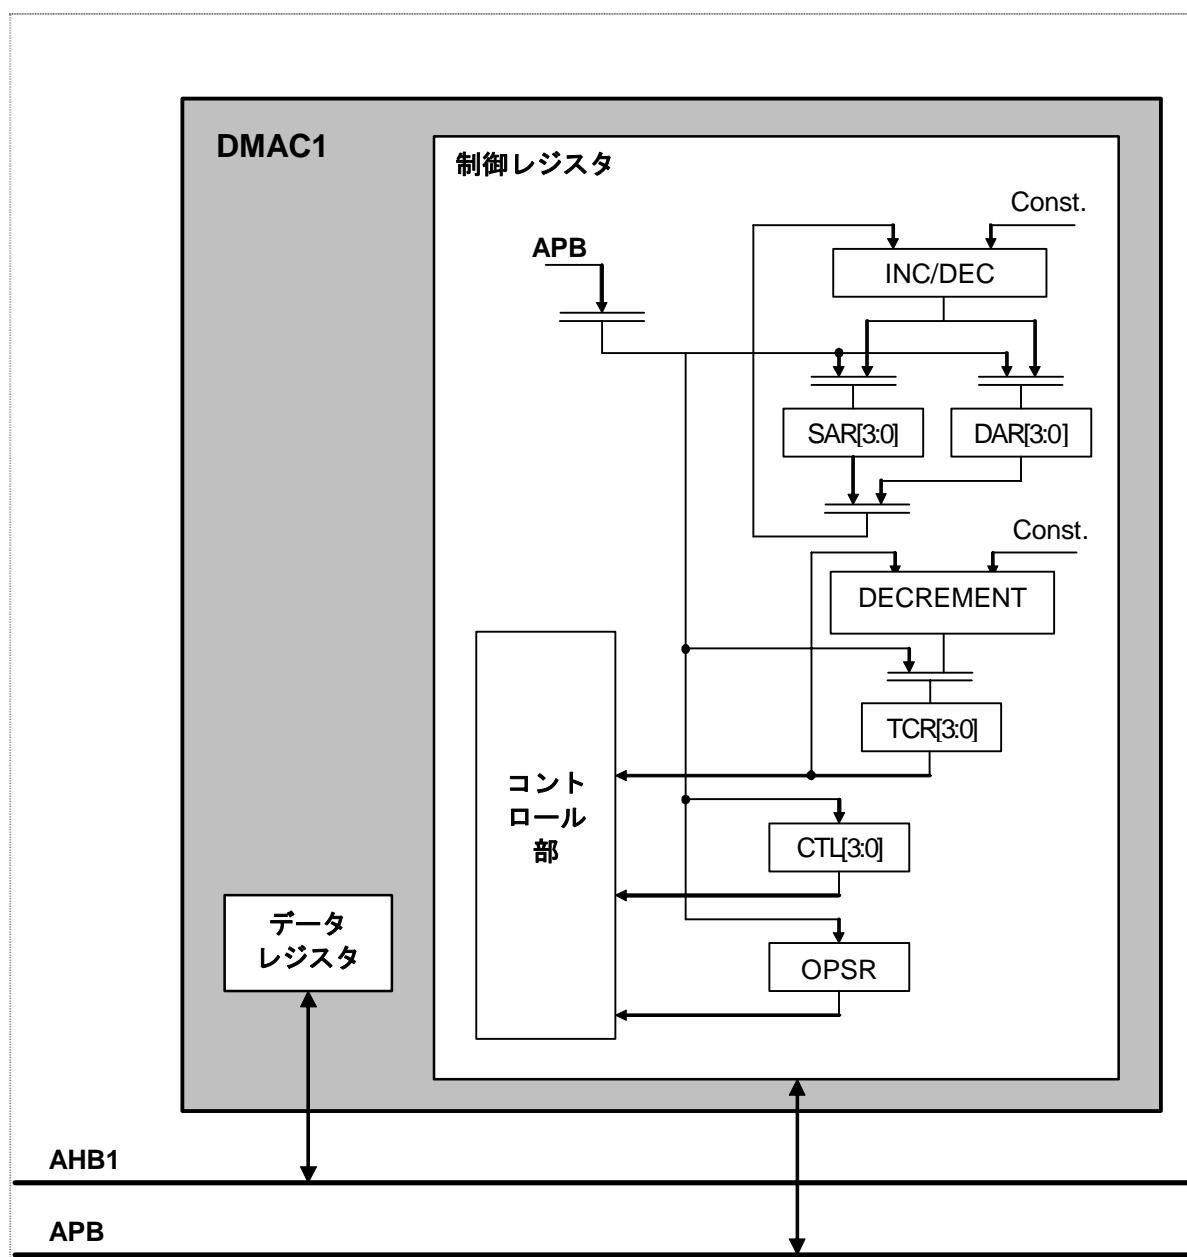 DMAC1
制御レジスタ
Const.
APB
INC/DEC
SAR[3:0]
DAR[3:0]
Const.
DECREMENT
TCR[3:0]
コント
ロール
部
CTL[3:0]
データ
レジスタ
OPSR
AHB1
APB